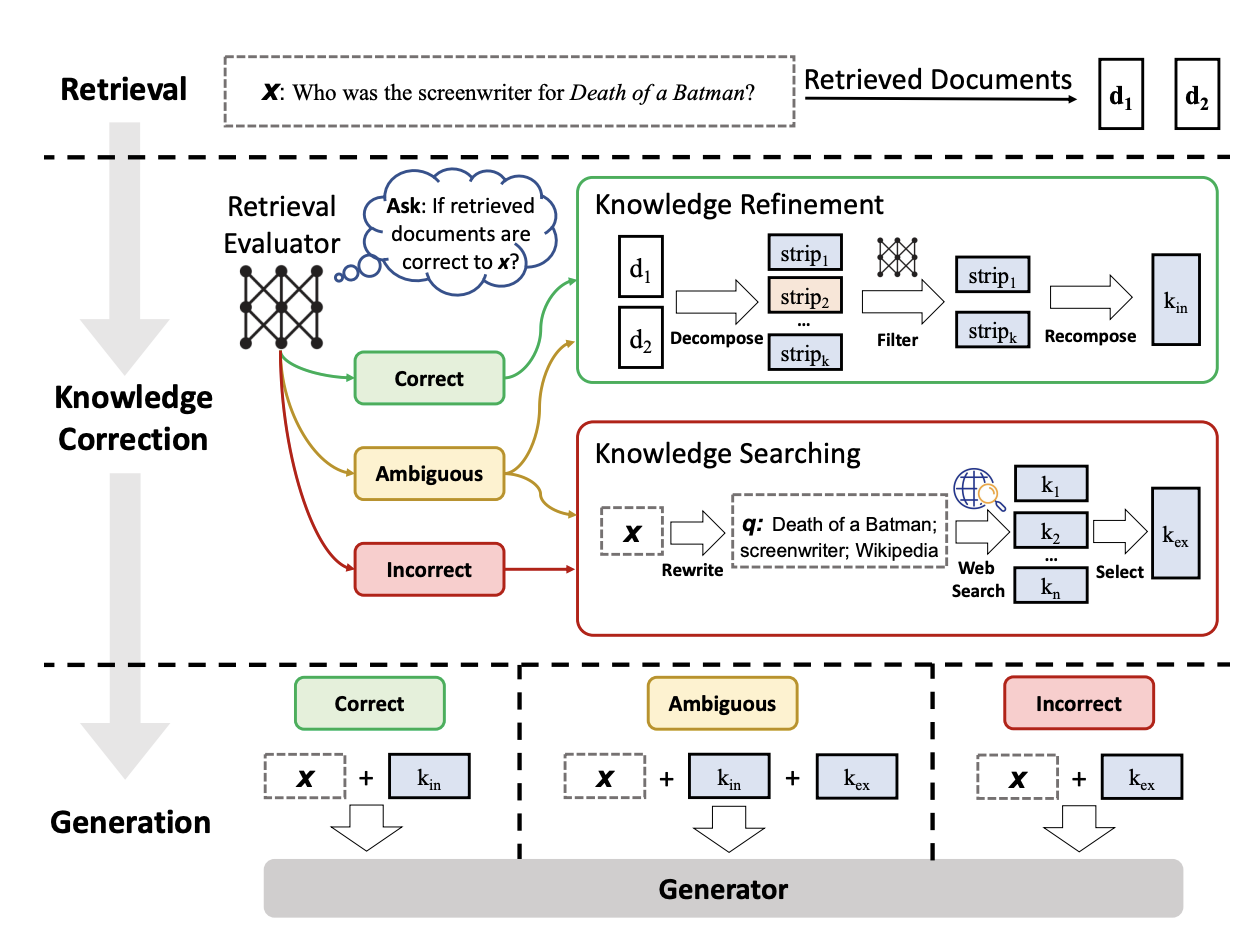 Retrieval
x: Who was the screenwriter for Death of a Batman?
Retrieved Documents
d1
d2
Retrieval
Evaluator
Ask: If retrieved
documents are
correct to x?
Correct
Ambiguous
Incorrect
Knowledge
Correction
Knowledge Refinement
d1
d2
Decompose
strip1
strip2
...
stripk
Filter
strip1
stripk
Recompose
kin
Knowledge Searching
x
Rewrite
q: Death of a Batman;
screenwriter; Wikipedia
Web
Search
k1
k2
...
kn
Select
kex
Generation
Correct
x + kin
Ambiguous
x + kin + kex
Incorrect
x + kex
Generator